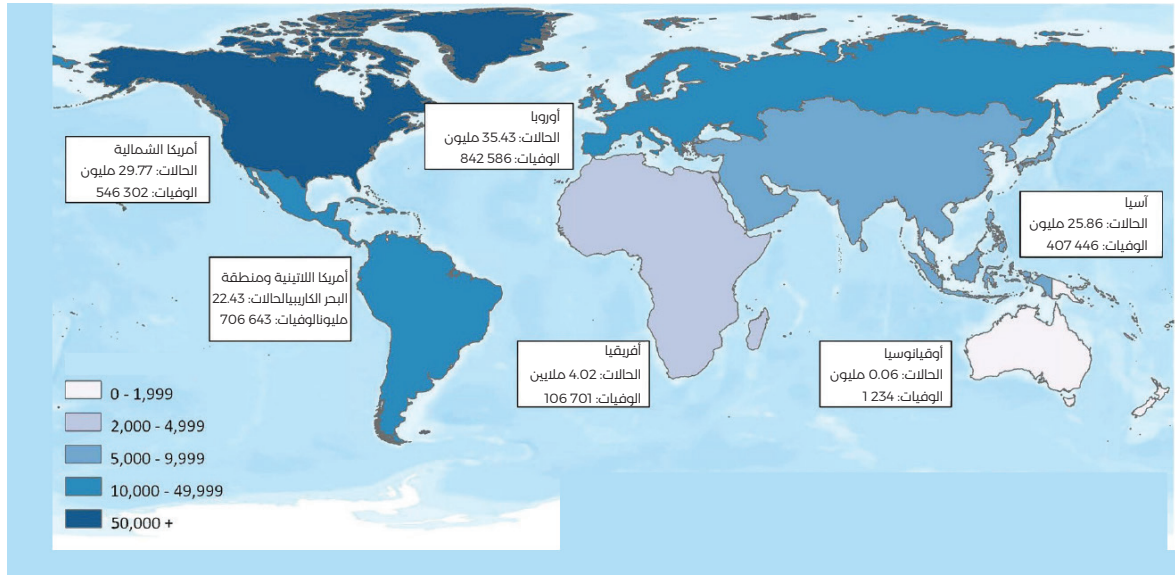 أوروبا
الحالات: 35.43 مليون
الوفيات: 586 842
أمريكا الشمالية
الحالات: 29.77 مليون
الوفيات: 302 546
آسيا
الحالات: 25.86 مليون
الوفيات: 446 407
أمريكا اللاتينية ومنطقة
البحر الكاريبيالحالات: 22.43
مليونالوفيات: 643 706
أفريقيا
الحالات: 4.02 ملايين
الوفيات: 701 106
أوقيانوسيا
الحالات: 0.06 مليون
الوفيات: 234 1
0 - 1,999
2,000 - 4,999
5,000 - 9,999
10,000 - 49,999
50,000 +